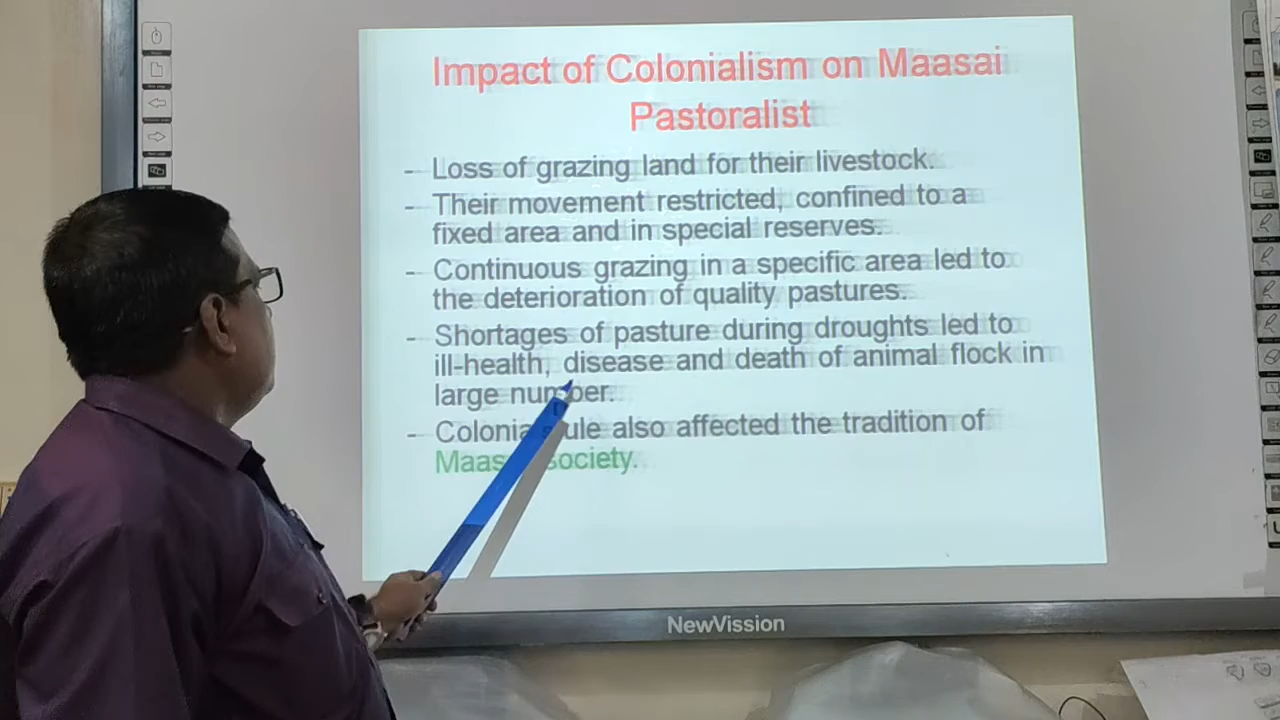 Impact of Colonialism on Maasai
Pastoralist
- Loss of grazing land for their livestock.
- Their movement restricted, confined to a
fixed area and in special reserves.
- Continuous grazing in a specific area led to
the deterioration of quality pastures.
- Shortages of pasture during droughts led to
ill-health, disease and death of animal flock in
large number.
- Colonial rule also affected the tradition of
Maasai society.
NewVission